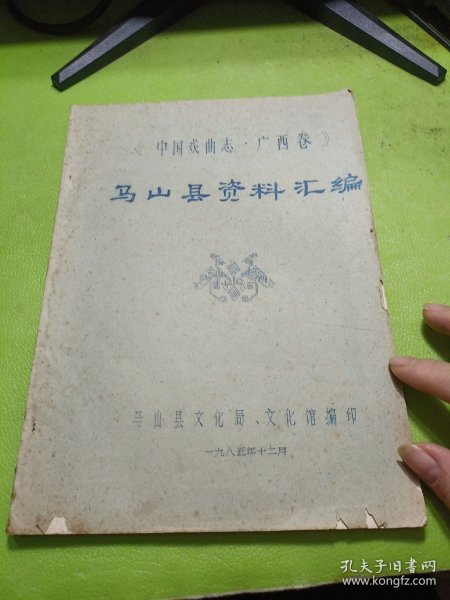 《中国戏曲志·广西卷》
马山县资料汇编
马山县文化局、文化馆编印
一九八五年十二月
孔夫子旧书网
www.kongfz.com